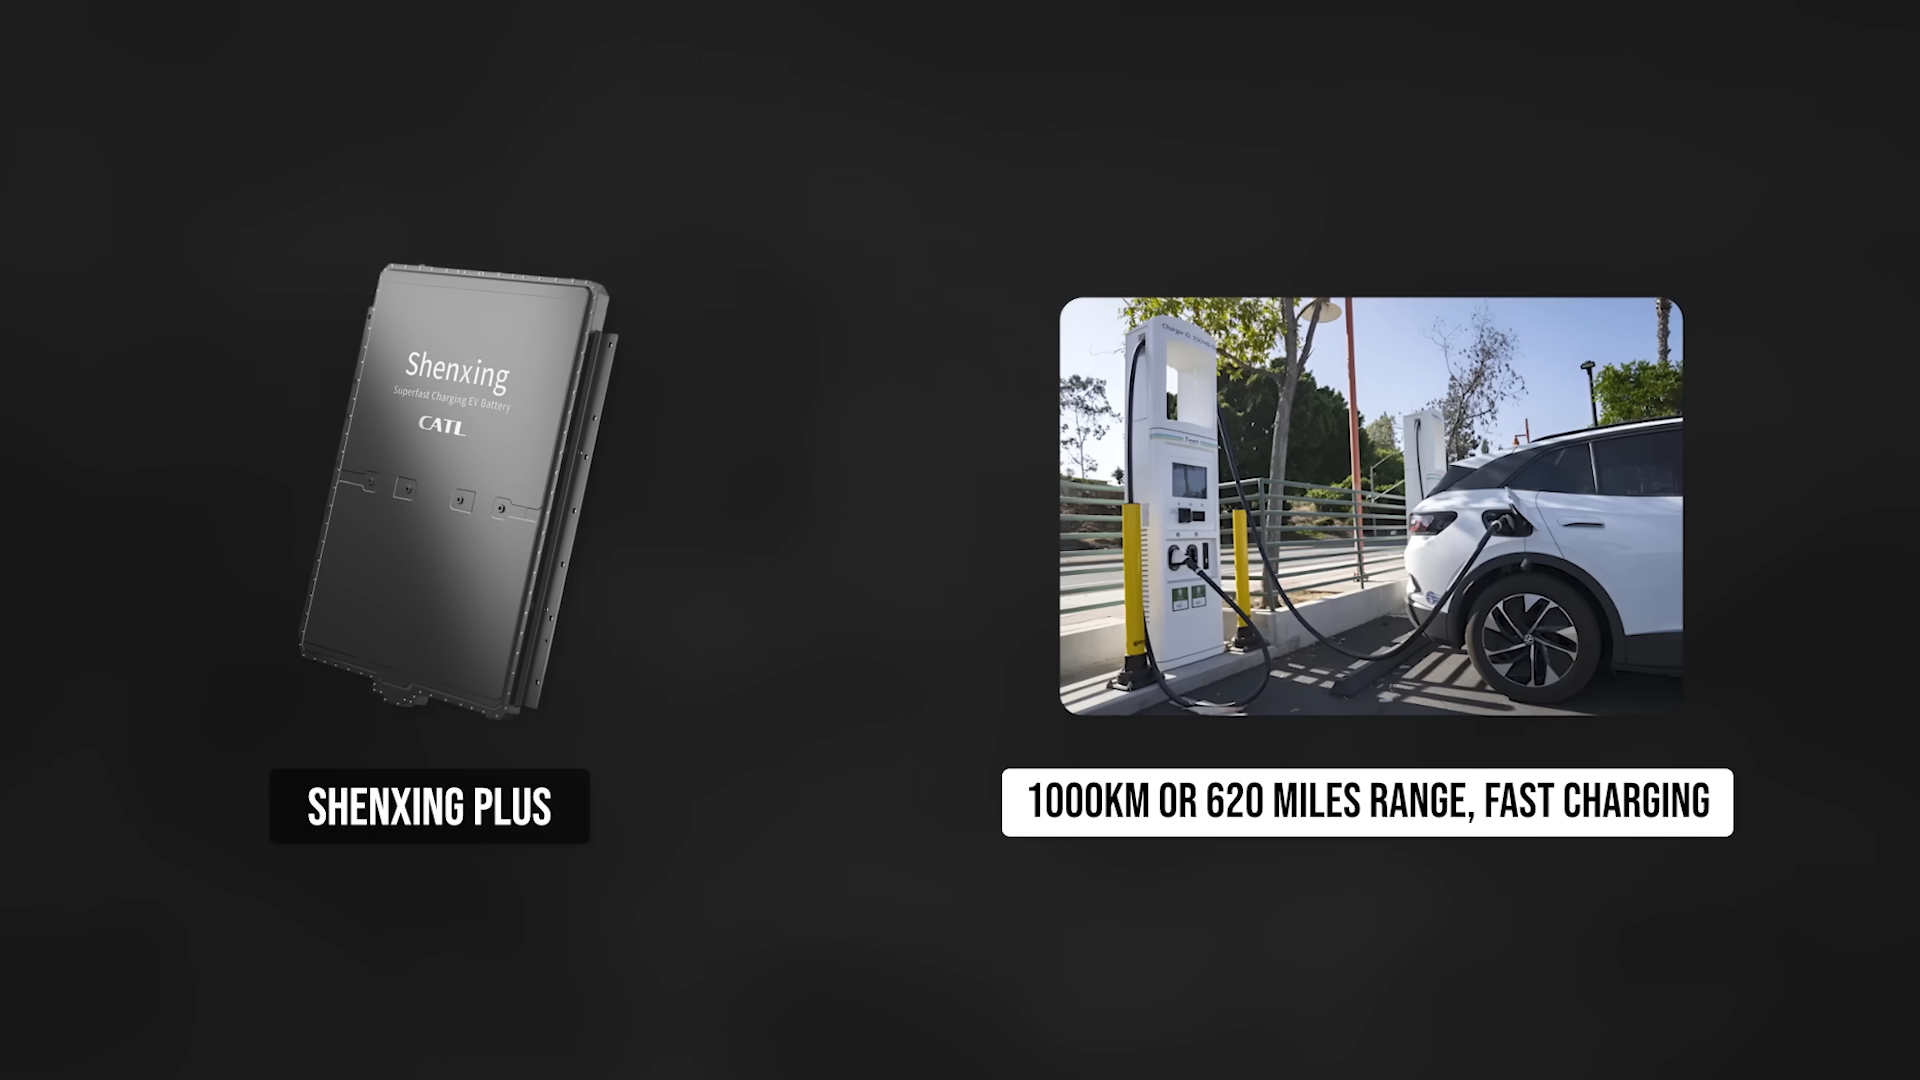 Shenxing
Superfast Charging EV Battery
CATL
SHENXING PLUS
1000KM OR 620 MILES RANGE, FAST CHARGING